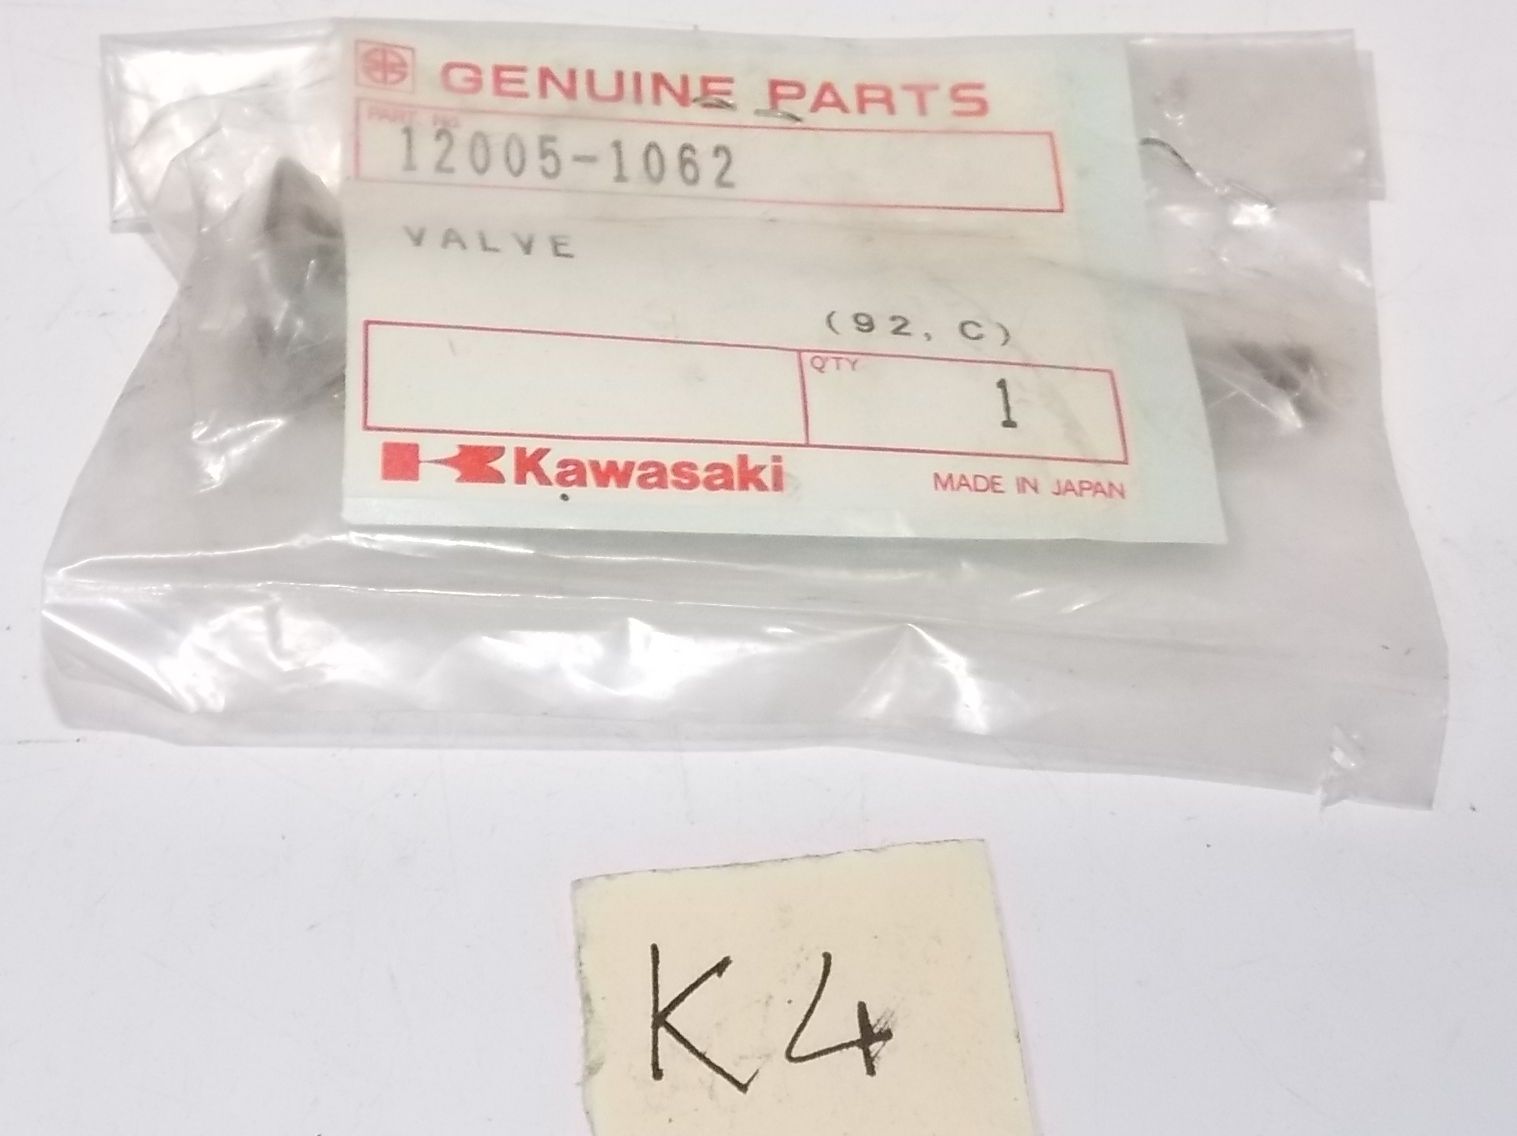 GENUINE PARTS
PART. NO.
12005-1062
VALVE
(92, C)
Q'TY
1
Kawasaki
MADE IN JAPAN
K4